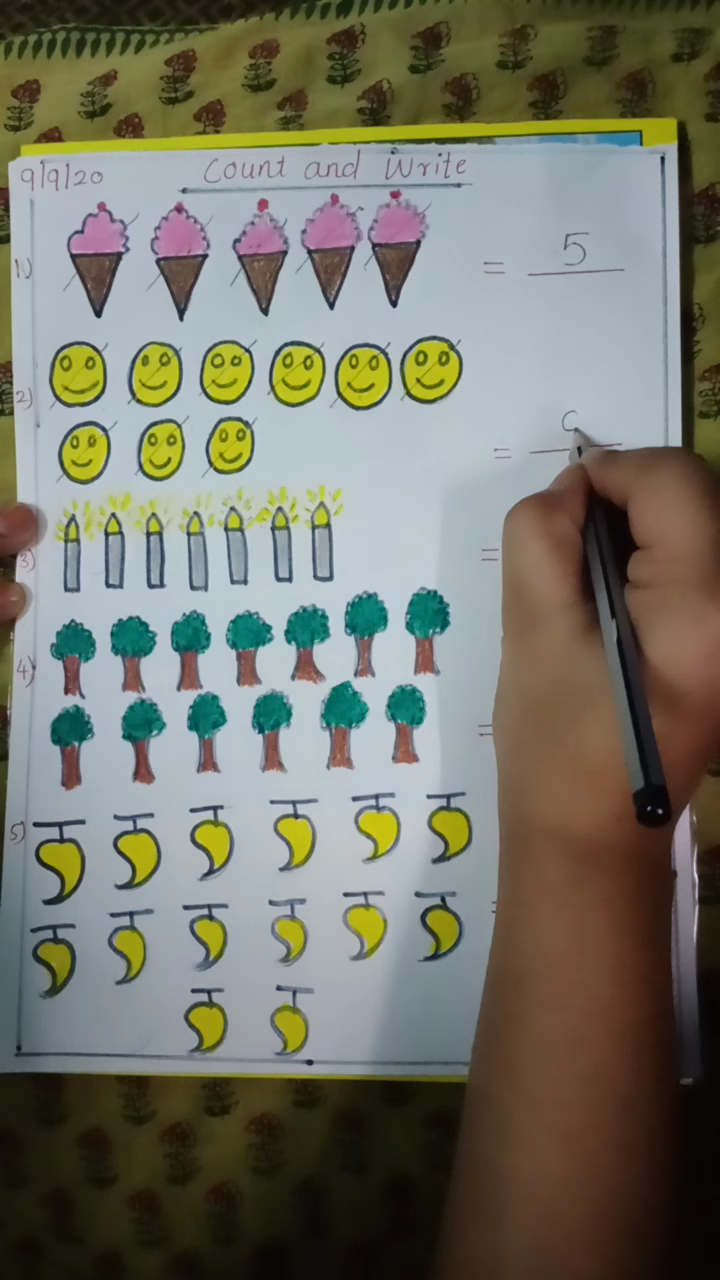 9/9/20 Count and Write
1) = 5
2) =
3) =
4) =
5)